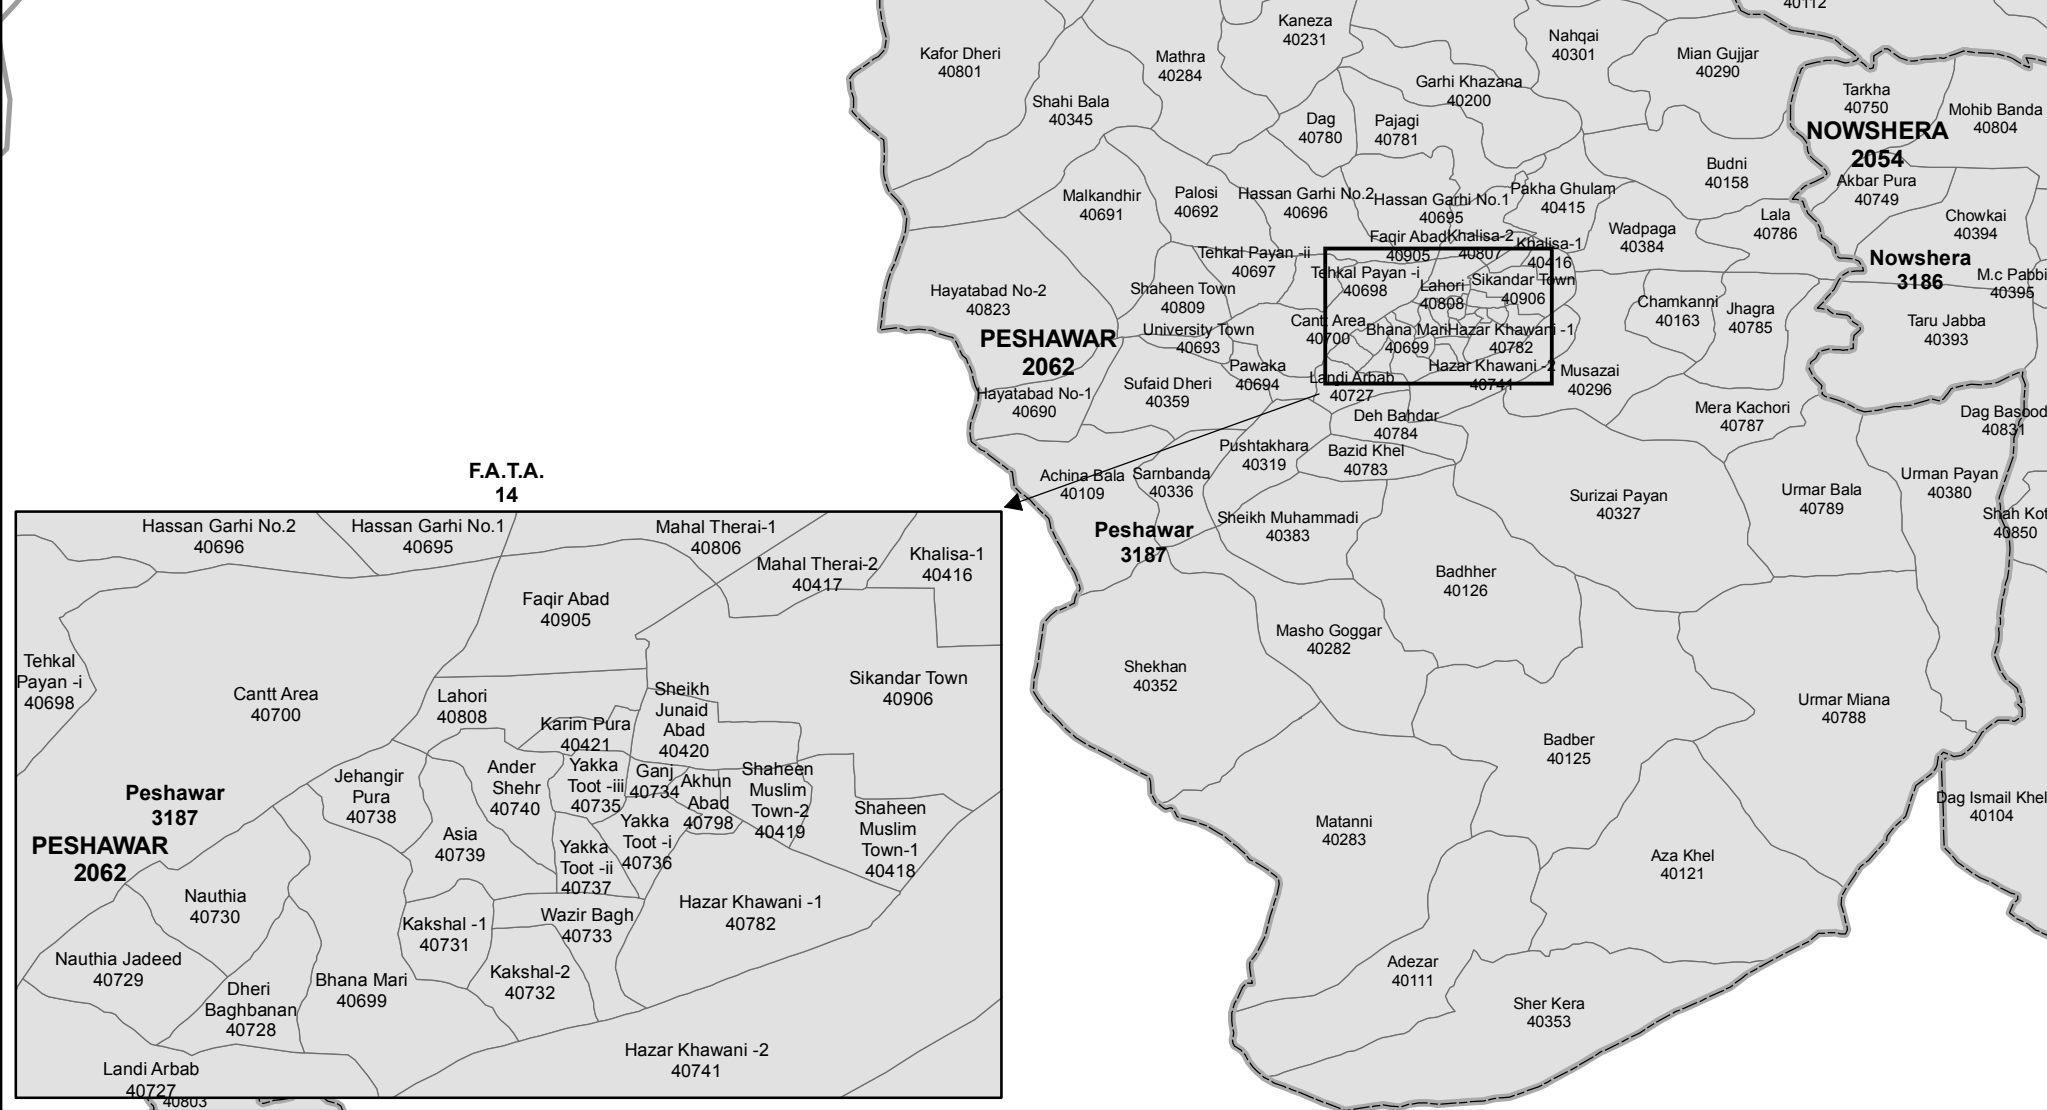 40112
Kaneza
40231
Nahqai
40301
Kafor Dheri
40801
Mathra
40284
Mian Gujjar
40290
Garhi Khazana
40200
Tarkha
40750
Shahi Bala
40345
Mohib Banda
40804
Dag
40780
Pajagi
40781
NOWSHERA
2054
Budni
40158
Akbar Pura
40749
Malkandhir
40691
Palosi
40692
Hassan Garhi No.2
40696
Hassan Garhi No.1
40695
Pakha Ghulam
40415
Lala
40786
Chowkai
40394
Wadpaga
40384
Faqir Abad
40905
Khalisa-2
40807
Khalisa-1
40416
Tehkal Payan -ii
40697
Nowshera
3186
Tehkal Payan -i
40698
M.c Pabbi
40395
Hayatabad No-2
40823
Shaheen Town
40809
Lahori
40808
Sikandar Town
40906
Chamkanni
40163
Jhagra
40785
Cantt Area
40700
Taru Jabba
40393
PESHAWAR
2062
University Town
40693
Bhana Mari
40699
Hazar Khawani -1
40782
Pawaka
40694
Hazar Khawani -2
40741
Musazai
40296
Sufaid Dheri
40359
Landi Arbab
40727
Hayatabad No-1
40690
Mera Kachori
40787
Dag Basood
40831
Deh Bahdar
40784
Pushtakhara
40319
Bazid Khel
40783
Achina Bala
40109
Sarnbanda
40336
Urman Payan
40380
Surizai Payan
40327
Urmar Bala
40789
Sheikh Muhammadi
40383
Shah Kot
40850
Peshawar
3187
Badhher
40126
Masho Goggar
40282
Shekhan
40352
Urmar Miana
40788
Badber
40125
Dag Ismail Khel
40104
Matanni
40283
Aza Khel
40121
Adezar
40111
Sher Kera
40353
F.A.T.A.
14
Hassan Garhi No.2
40696
Hassan Garhi No.1
40695
Mahal Therai-1
40806
Mahal Therai-2
40417
Khalisa-1
40416
Faqir Abad
40905
Tehkal
Payan -i
40698
Cantt Area
40700
Lahori
40808
Sheikh
Junaid
Abad
40420
Sikandar Town
40906
Karim Pura
40421
Jehangir
Pura
40738
Ander
Shehr
40740
Yakka
Toot -iii
40735
Ganj
40734
Akhun
Abad
40798
Shaheen
Muslim
Town-2
40419
Shaheen
Muslim
Town-1
40418
Peshawar
3187
PESHAWAR
2062
Asia
40739
Yakka
Toot -i
40736
Yakka
Toot -ii
40737
Nauthia
40730
Kakshal -1
40731
Wazir Bagh
40733
Hazar Khawani -1
40782
Nauthia Jadeed
40729
Dheri
Baghbanan
40728
Bhana Mari
40699
Kakshal-2
40732
Hazar Khawani -2
40741
Landi Arbab
40727
40803